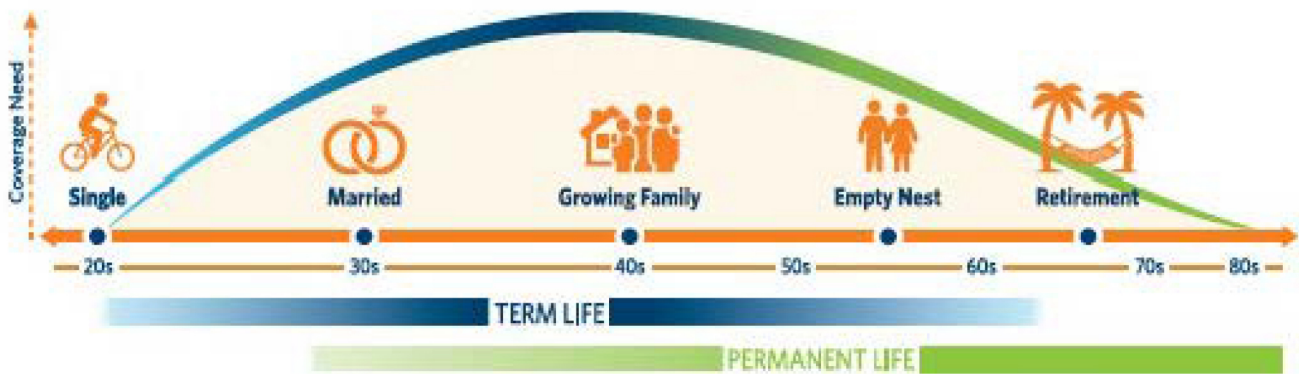 Coverage Need
Single
Married
Growing Family
Empty Nest
Retirement
20s
30s
40s
50s
60s
70s
80s
TERM LIFE
PERMANENT LIFE